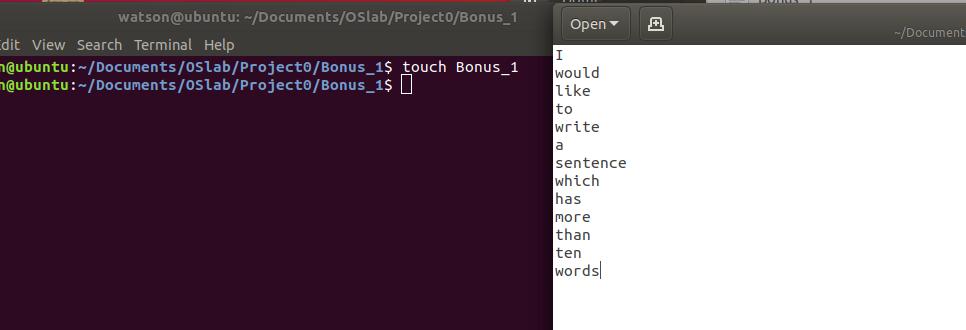 watson@ubuntu: ~/Documents/OSlab/Project0/Bonus_1
dit View Search Terminal Help
n@ubuntu:~/Documents/OSlab/Project0/Bonus_1$ touch Bonus_1
n@ubuntu:~/Documents/OSlab/Project0/Bonus_1$
Open
~/Document
I
would
like
to
write
a
sentence
which
has
more
than
ten
words